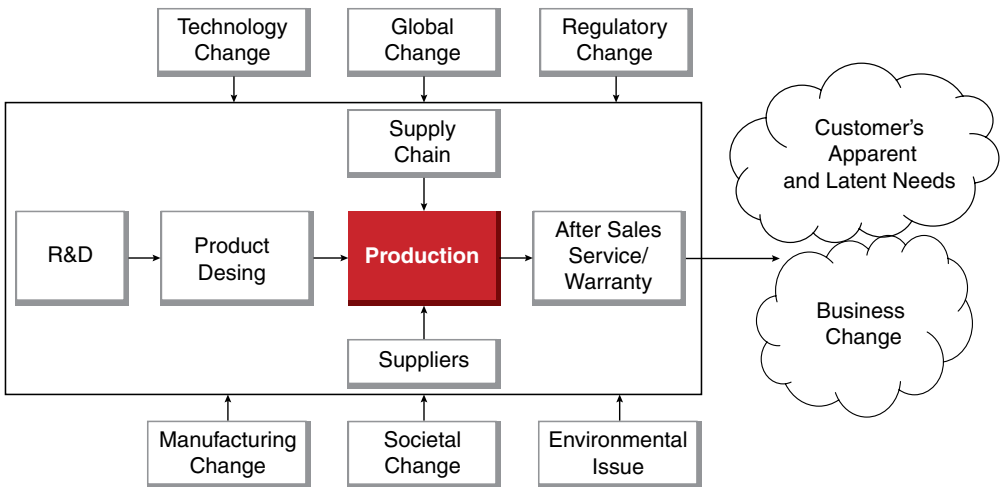 Technology
Change
Global
Change
Regulatory
Change
Supply
Chain
Customer's
Apparent
and Latent Needs
R&D
Product
Desing
Production
After Sales
Service/
Warranty
Business
Change
Suppliers
Manufacturing
Change
Societal
Change
Environmental
Issue